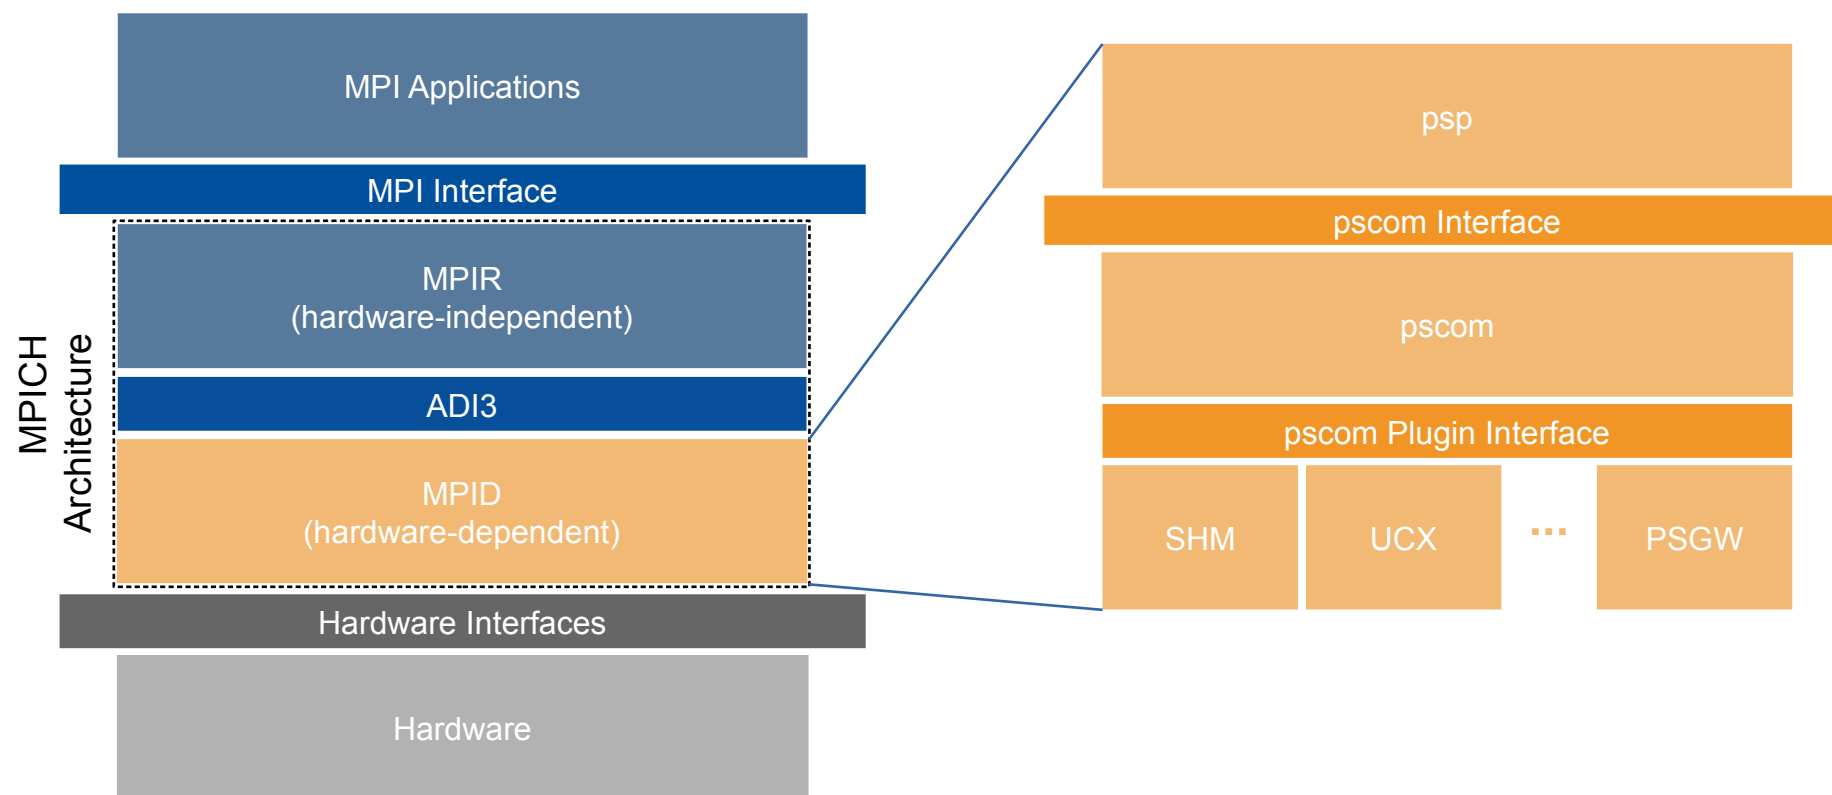 MPI Applications
MPI Interface
MPICH
Architecture
MPIR
(hardware-independent)
ADI3
MPID
(hardware-dependent)
Hardware Interfaces
Hardware
psp
pscom Interface
pscom
pscom Plugin Interface
SHM
UCX
...
PSGW